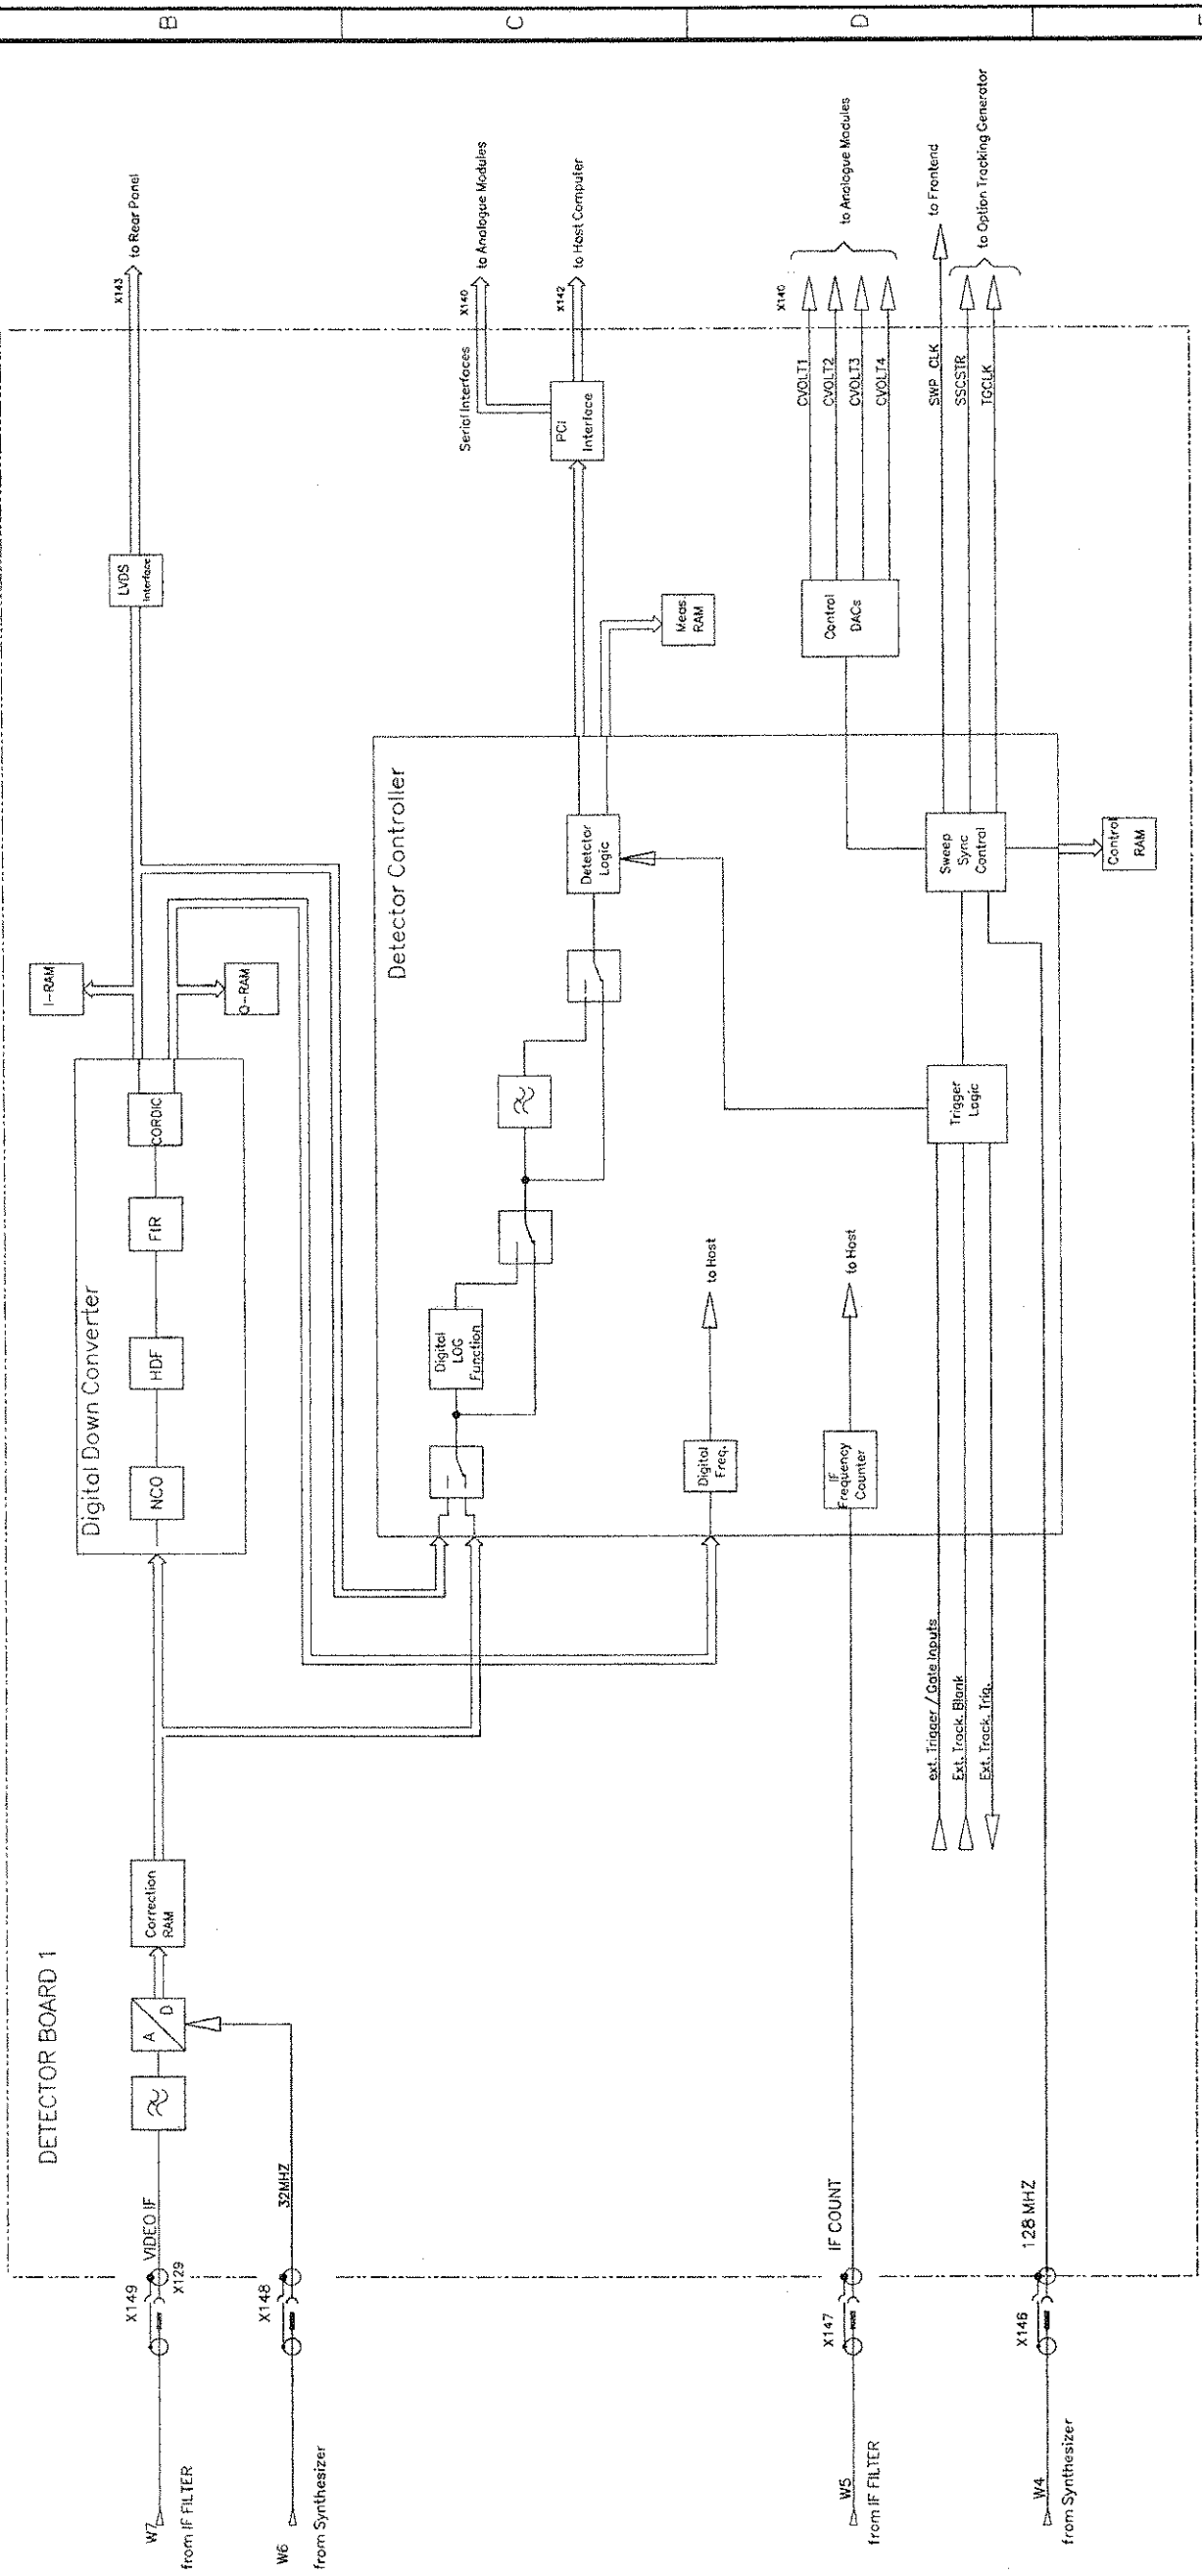 B
C
D
DETECTOR BOARD 1
W7
from IF FILTER
X149
X129
VIDEO IF
A
D
Correction
RAM
W6
from Synthesizer
X148
32MHZ
Digital Down Converter
NCO
HDF
FIR
CORDIC
I-RAM
Q-RAM
LVDS
Interface
X143
to Rear Panel
Detector Controller
Digital
LOG
Function
Detetctor
Logic
Meas.
RAM
PCI
Interface
Serial Interfaces
X140
to Analogue Modules
X142
to Host Computer
Digital
Freq.
to Host
W5
from IF FILTER
X147
IF COUNT
IF
Frequency
Counter
to Host
ext. Trigger / Gate Inputs
Ext. Track. Blank
Ext. Track. Trig.
Trigger
Logic
Sweep
Sync
Control
Control
RAM
Control
DACs
CVOLT1
CVOLT2
CVOLT3
CVOLT4
X140
to Analogue Modules
SWP CLK
to Frontend
SSCSTR
TGCLK
to Option Tracking Generator
W4
from Synthesizer
X146
128 MHZ